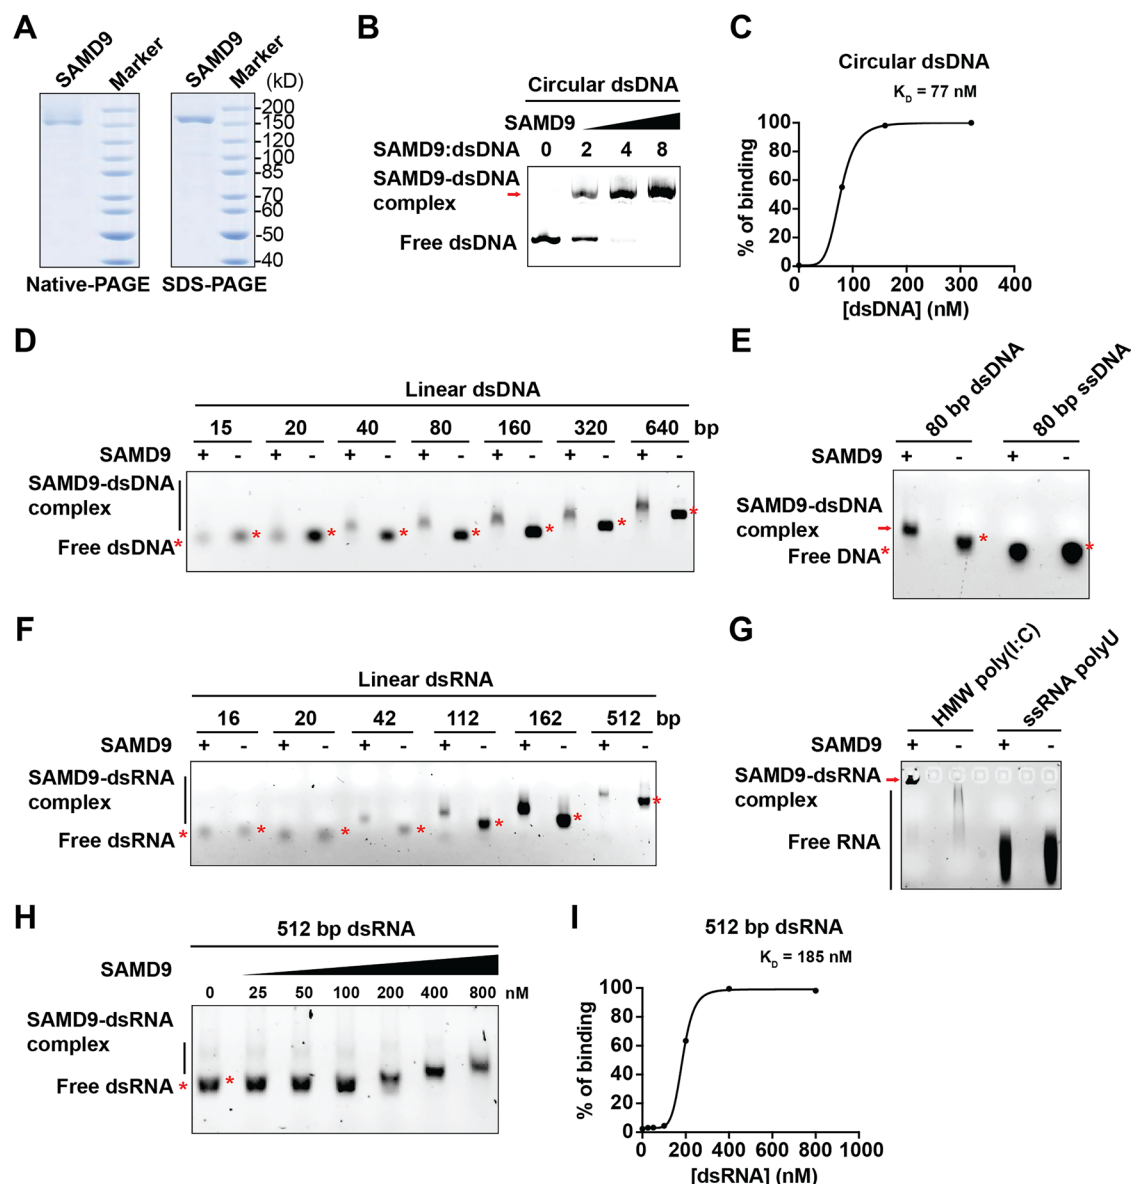 A
SAMD9
Marker
SAMD9
Marker
(kD)
200
150
120
100
85
70
60
50
40
Native-PAGE
SDS-PAGE
B
Circular dsDNA
SAMD9
SAMD9:dsDNA 0 2 4 8
SAMD9-dsDNA
complex
Free dsDNA
C
Circular dsDNA
K_D = 77 nM
% of binding
100
80
60
40
20
0
0 100 200 300 400
[dsDNA] (nM)
D
Linear dsDNA
15 20 40 80 160 320 640 bp
SAMD9 + - + - + - + - + - + - + -
SAMD9-dsDNA
complex
Free dsDNA*
* * * * * * *
E
80 bp dsDNA
80 bp ssDNA
SAMD9 + - + -
SAMD9-dsDNA
complex
Free DNA*
* *
F
Linear dsRNA
16 20 42 112 162 512 bp
SAMD9 + - + - + - + - + - + -
SAMD9-dsRNA
complex
Free dsRNA *
* * * * * *
G
HMW poly(I:C)
ssRNA polyU
SAMD9 + - + -
SAMD9-dsRNA
complex
Free RNA
H
512 bp dsRNA
SAMD9
0 25 50 100 200 400 800 nM
SAMD9-dsRNA
complex
Free dsRNA *
*
I
512 bp dsRNA
K_D = 185 nM
% of binding
100
80
60
40
20
0
0 200 400 600 800 1000
[dsRNA] (nM)